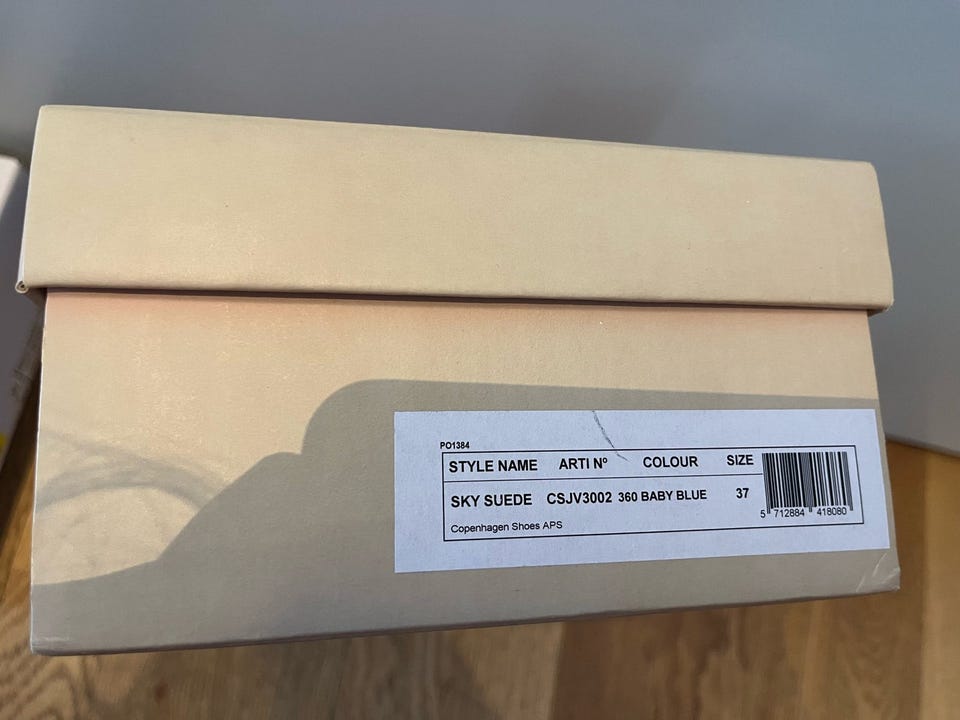 PO1384
STYLE NAME ARTI Nº COLOUR SIZE
SKY SUEDE CSJV3002 360 BABY BLUE 37
Copenhagen Shoes APS
5 712884 418080